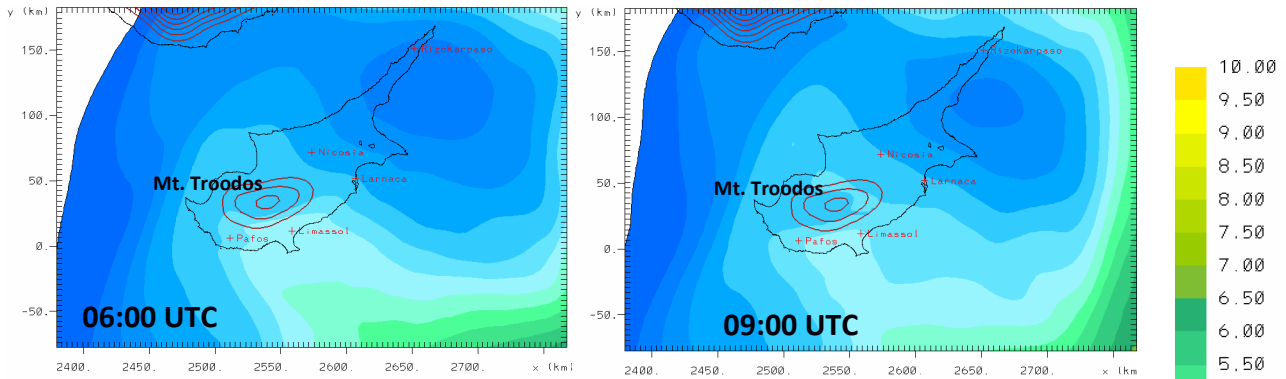 y (km)
150.
100.
50.
0.
-50.
2400.
2450.
2500.
2550.
2600.
2650.
2700.
x (km
Rizokarpaso
Nicosia
Larnaca
Mt. Troodos
Limassol
Pafos
06:00 UTC
y (km)
150.
100.
50.
0.
-50.
2400.
2450.
2500.
2550.
2600.
2650.
2700.
x (km
Rizokarpaso
Nicosia
Larnaca
Mt. Troodos
Limassol
Pafos
09:00 UTC
10.00
9.50
9.00
8.50
8.00
7.50
7.00
6.50
6.00
5.50